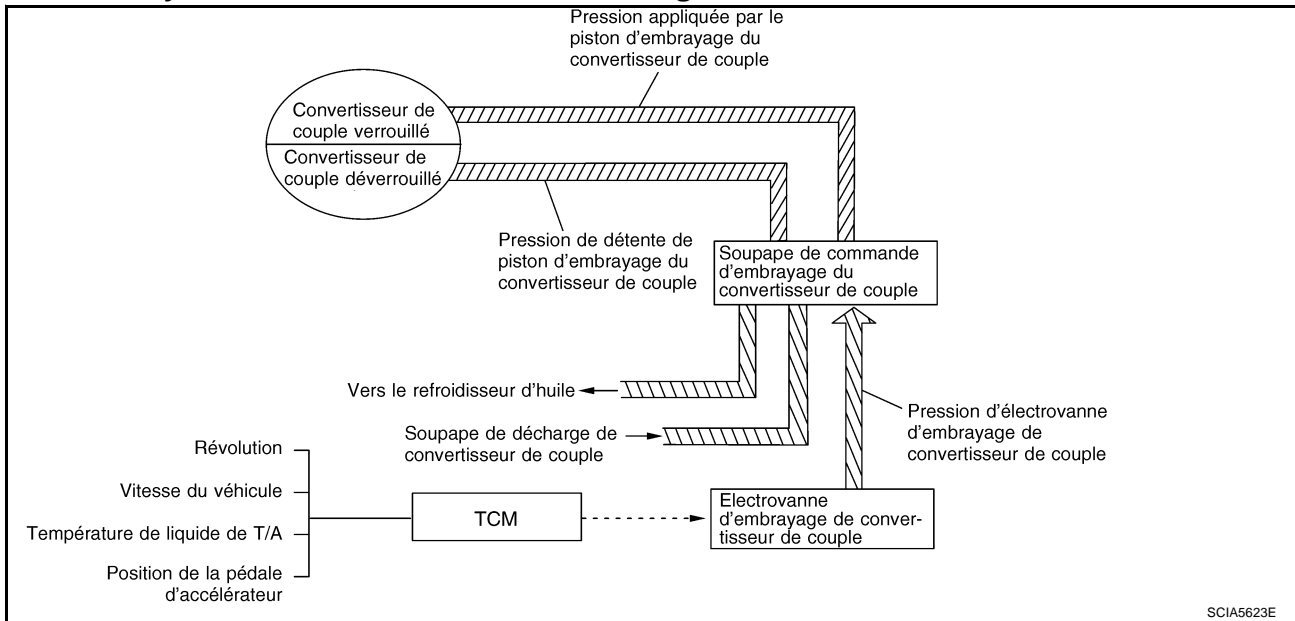 Pression appliquée par le
piston d'embrayage du
convertisseur de couple
Convertisseur de
couple verrouillé
Convertisseur de
couple déverrouillé
Pression de détente de
piston d'embrayage du
convertisseur de couple
Soupape de commande
d'embrayage du
convertisseur de couple
Vers le refroidisseur d'huile
Soupape de décharge de
convertisseur de couple
Pression d'électrovanne
d'embrayage de
convertisseur de couple
Révolution
Vitesse du véhicule
Température de liquide de T/A
Position de la pédale
d'accélérateur
TCM
Electrovanne
d'embrayage de conver-
tisseur de couple
SCIA5623E